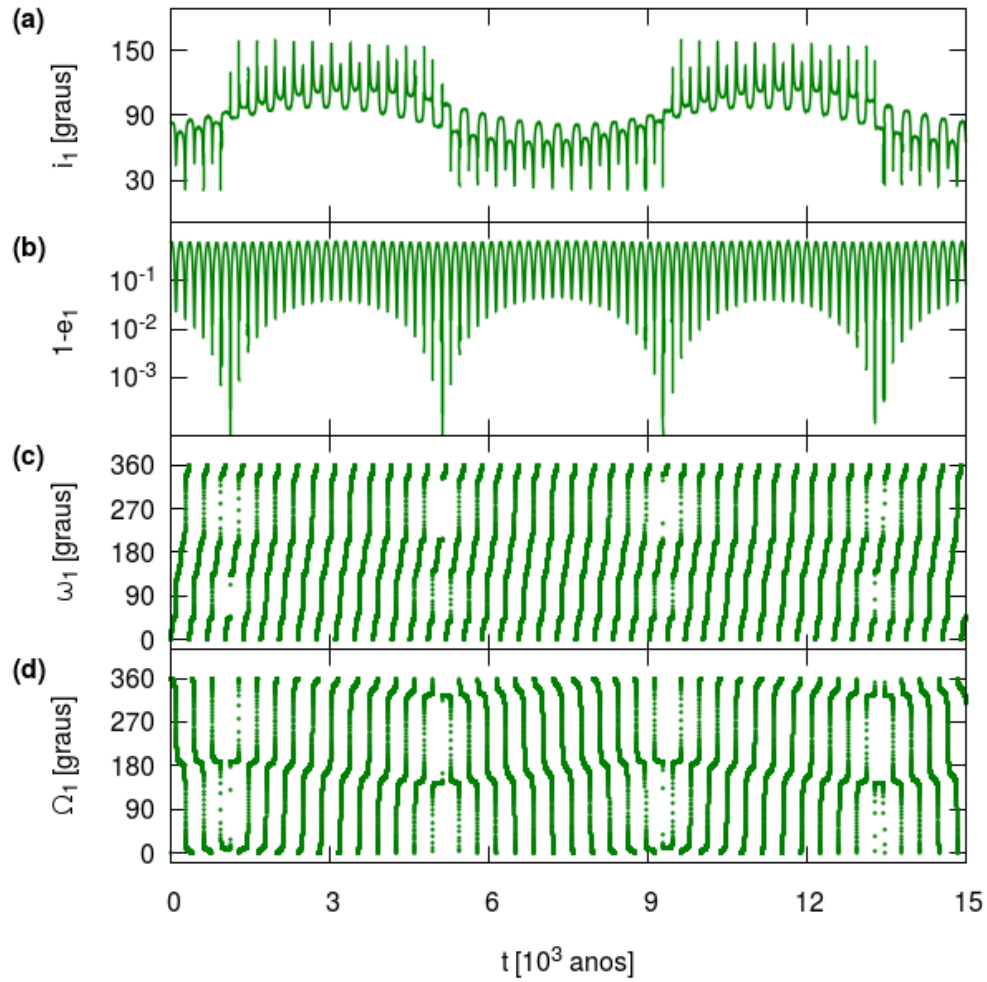 (a)
i₁ [graus]
150
90
30
(b)
1-e₁
10⁻¹
10⁻²
10⁻³
(c)
ω₁ [graus]
360
270
180
90
0
(d)
Ω₁ [graus]
360
270
180
90
0
0 3 6 9 12 15
t [10³ anos]